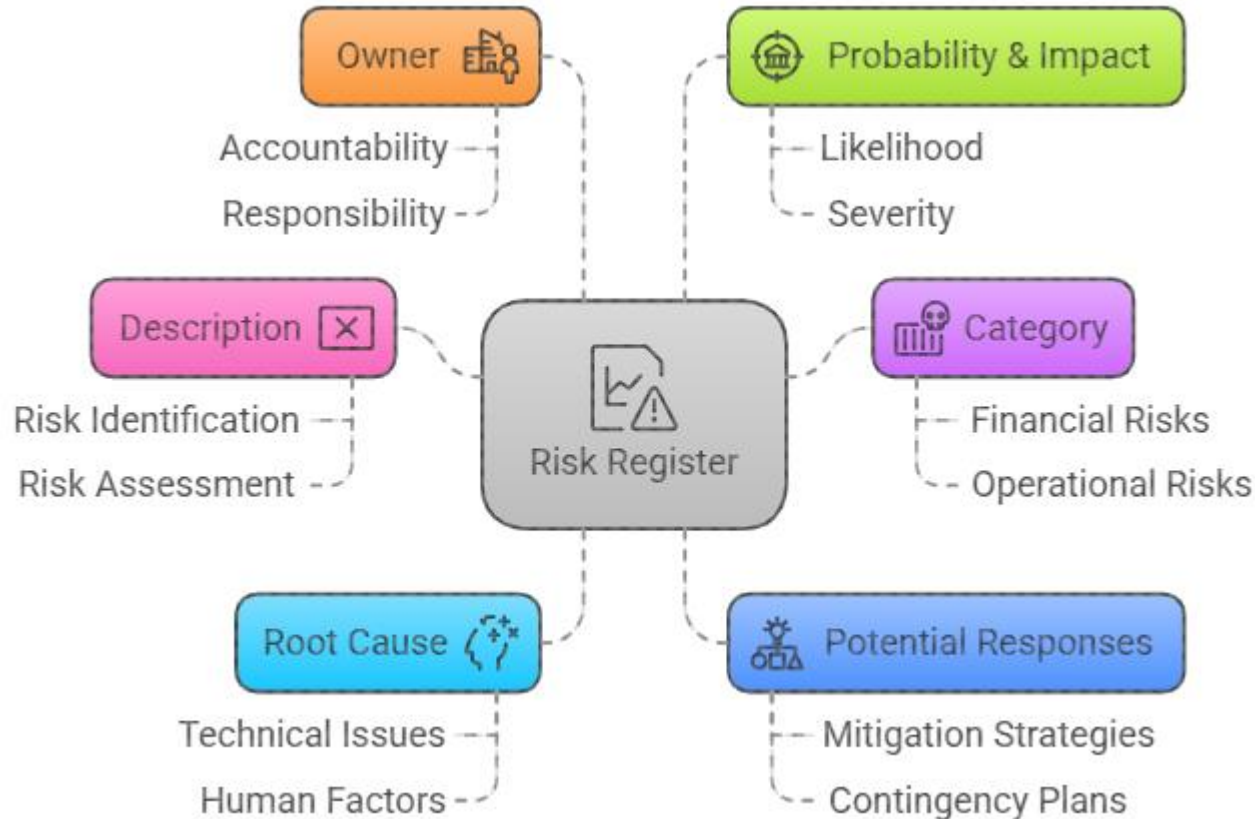 Owner
Accountability
Responsibility
Probability & Impact
Likelihood
Severity
Description
Risk Identification
Risk Assessment
Risk Register
Category
Financial Risks
Operational Risks
Root Cause
Technical Issues
Human Factors
Potential Responses
Mitigation Strategies
Contingency Plans